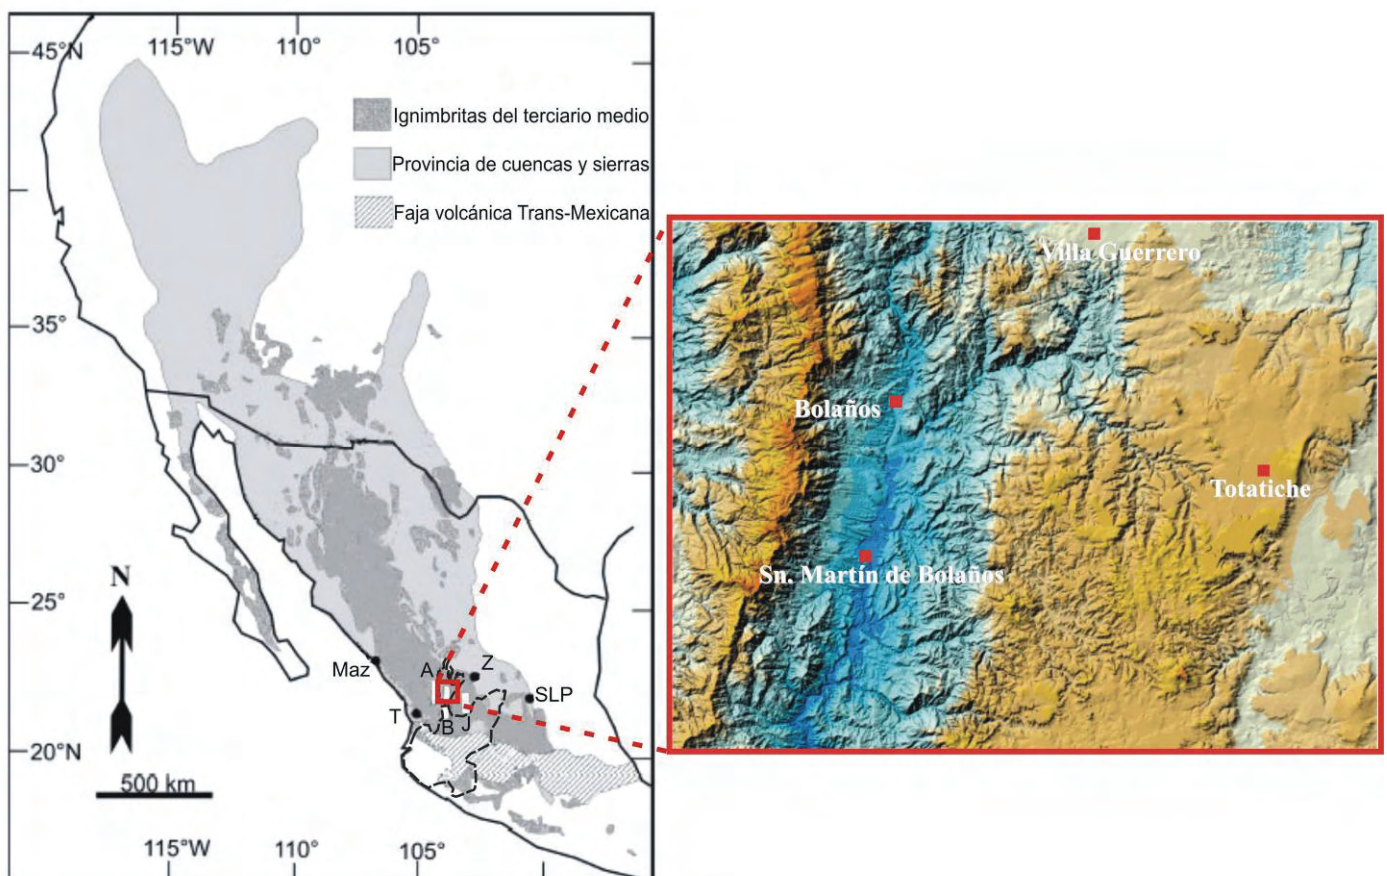 115°W 110° 105°
45°N
Ignimbritas del terciario medio
Provincia de cuencas y sierras
Faja volcánica Trans-Mexicana
Villa Guerrero
35°
Bolaños
30°
Totatiche
Sn. Martín de Bolaños
N
25°
Maz
A
Z
SLP
T
B
J
20°N
500 km
115°W 110° 105°